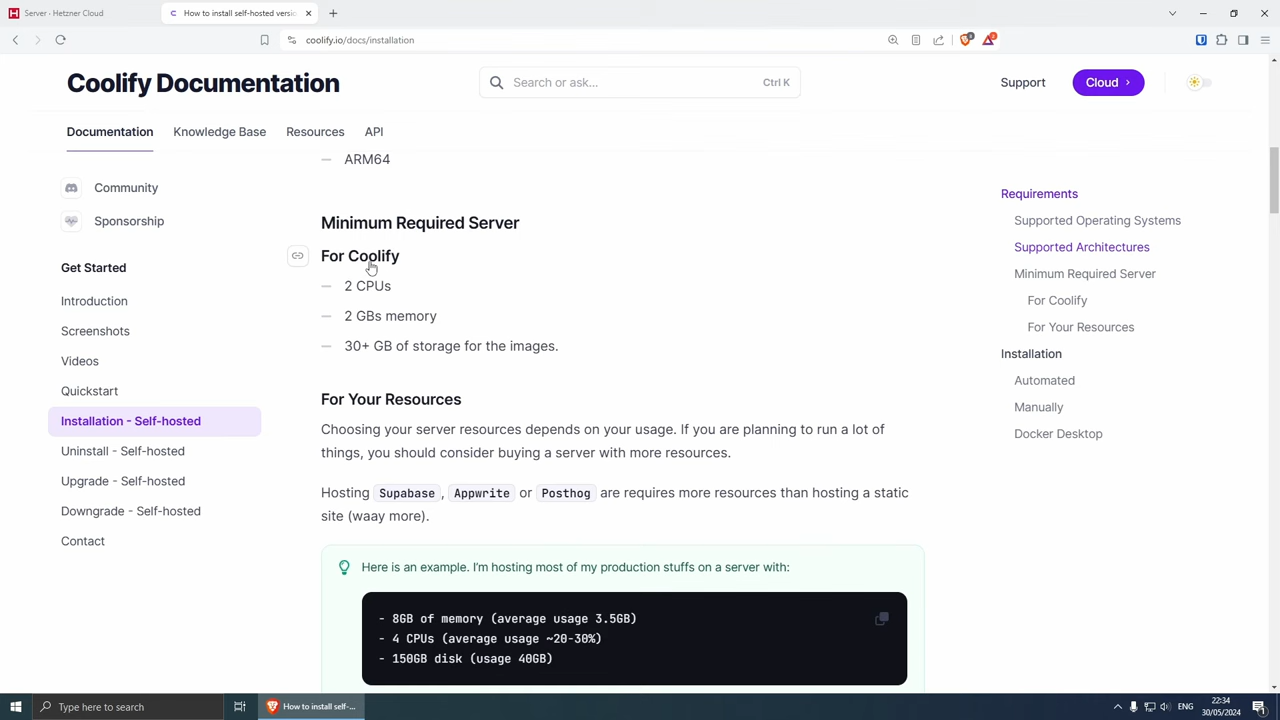 Server - Hetzner Cloud
How to install self-hosted versi
coolify.io/docs/installation
Coolify Documentation
Search or ask...
Ctrl K
Support
Cloud
Documentation
Knowledge Base
Resources
API
Community
Sponsorship
Get Started
Introduction
Screenshots
Videos
Quickstart
Installation - Self-hosted
Uninstall - Self-hosted
Upgrade - Self-hosted
Downgrade - Self-hosted
Contact
ARM64
Minimum Required Server
For Coolify
2 CPUs
2 GBs memory
30+ GB of storage for the images.
For Your Resources
Choosing your server resources depends on your usage. If you are planning to run a lot of
things, you should consider buying a server with more resources.
Hosting Supabase, Appwrite or Posthog are requires more resources than hosting a static
site (waay more).
Here is an example. I'm hosting most of my production stuffs on a server with:
- 8GB of memory (average usage 3.5GB)
- 4 CPUs (average usage ~20-30%)
- 150GB disk (usage 40GB)
Requirements
Supported Operating Systems
Supported Architectures
Minimum Required Server
For Coolify
For Your Resources
Installation
Automated
Manually
Docker Desktop
Type here to search
How to install self-...
ENG
22:34
30/05/2024